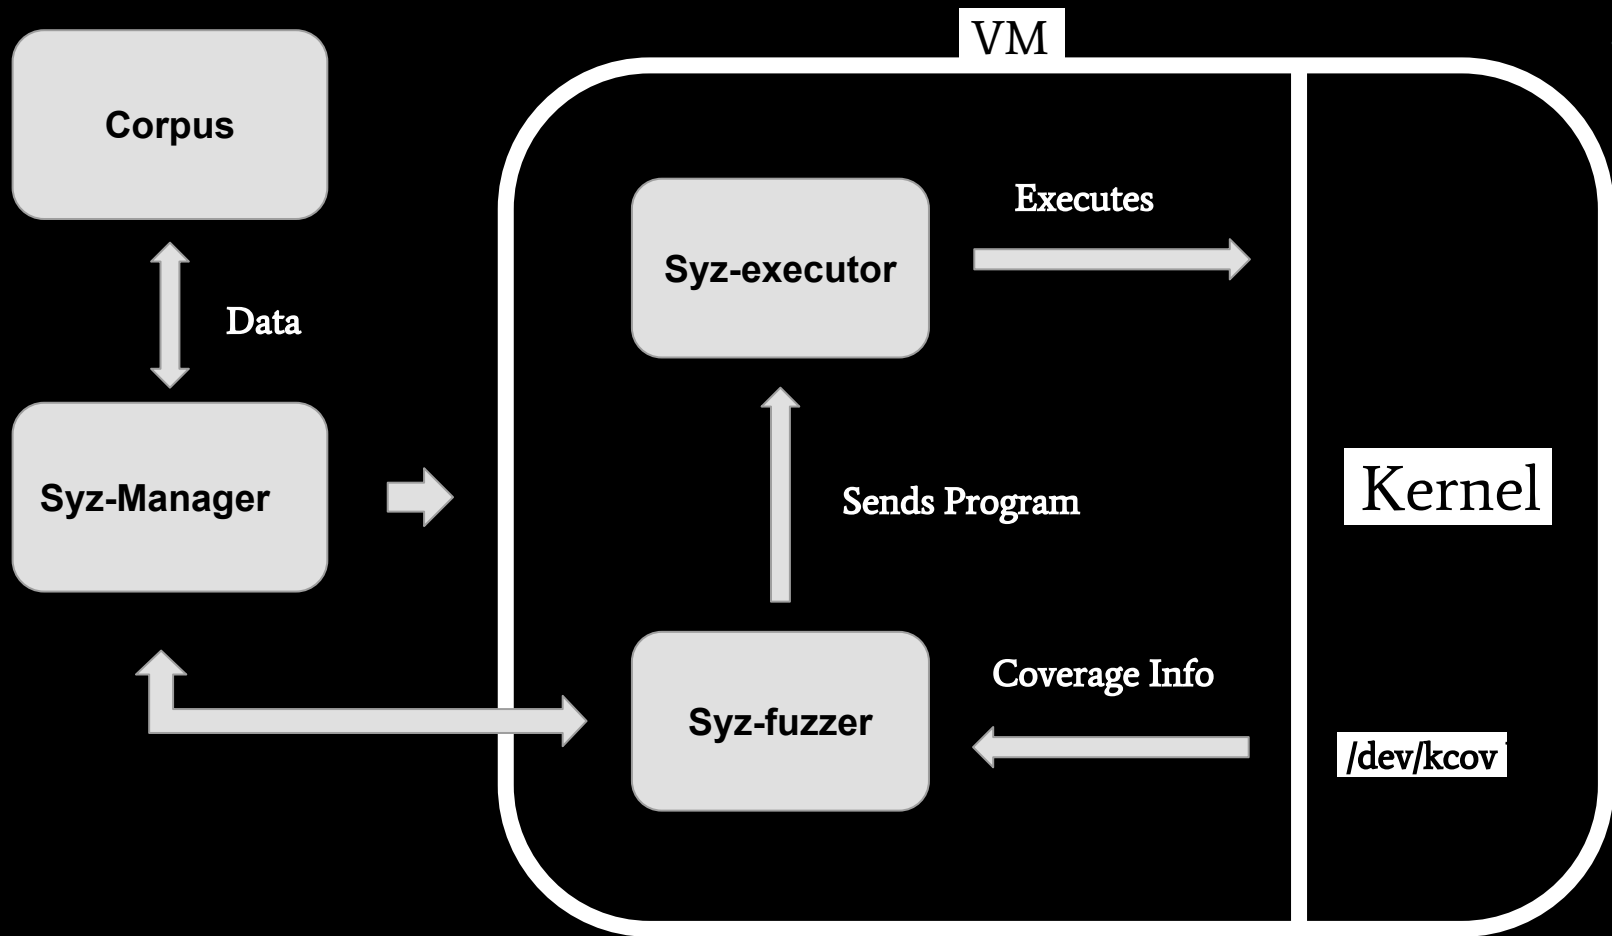 VM
Corpus
Executes
Syz-executor
Data
Syz-Manager
Sends Program
Kernel
Coverage Info
Syz-fuzzer
/dev/kcov